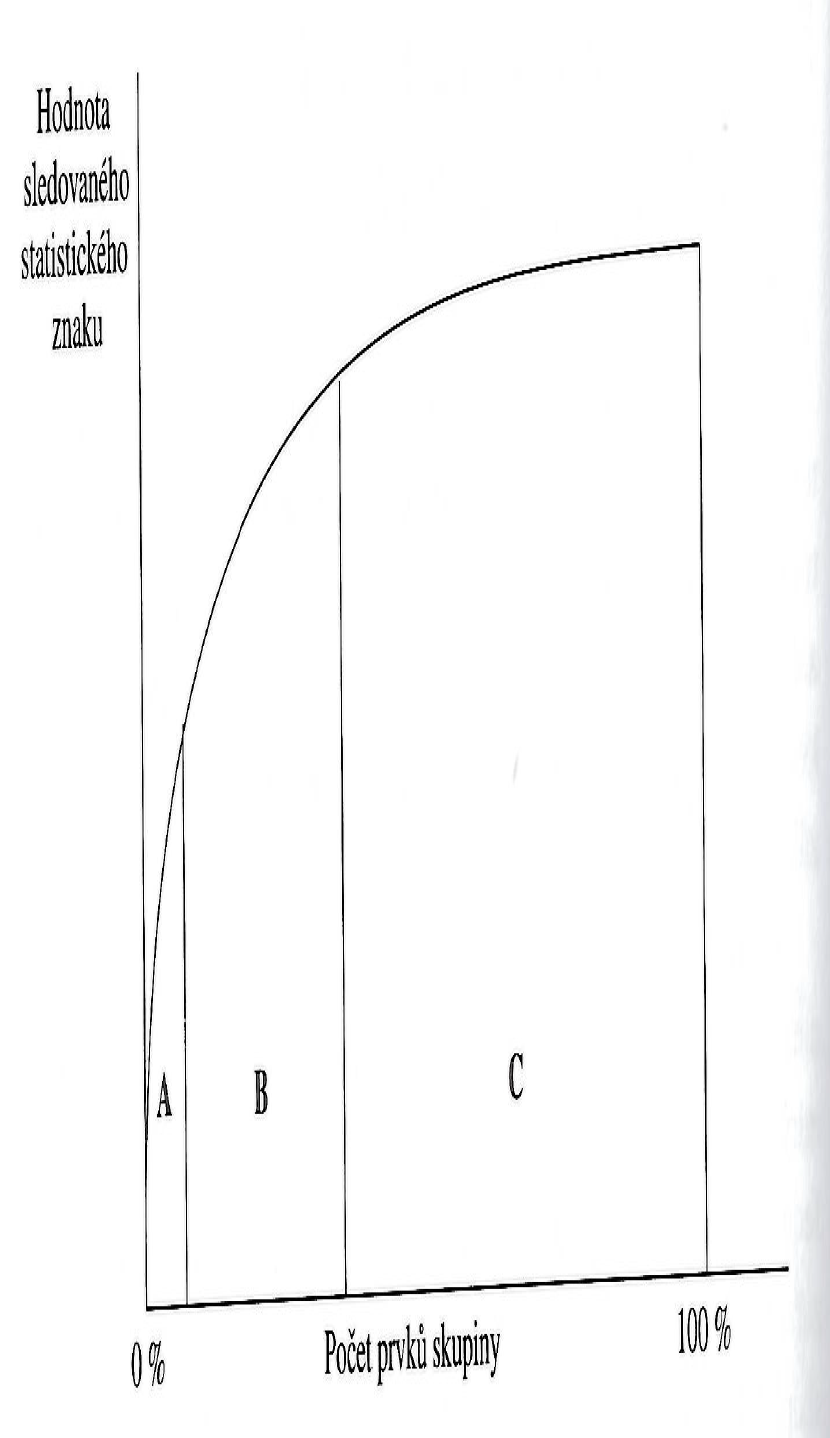 Hodnota
sledovaného
statistického
znaku
A
B
C
0 %
Počet prvků skupiny
100 %